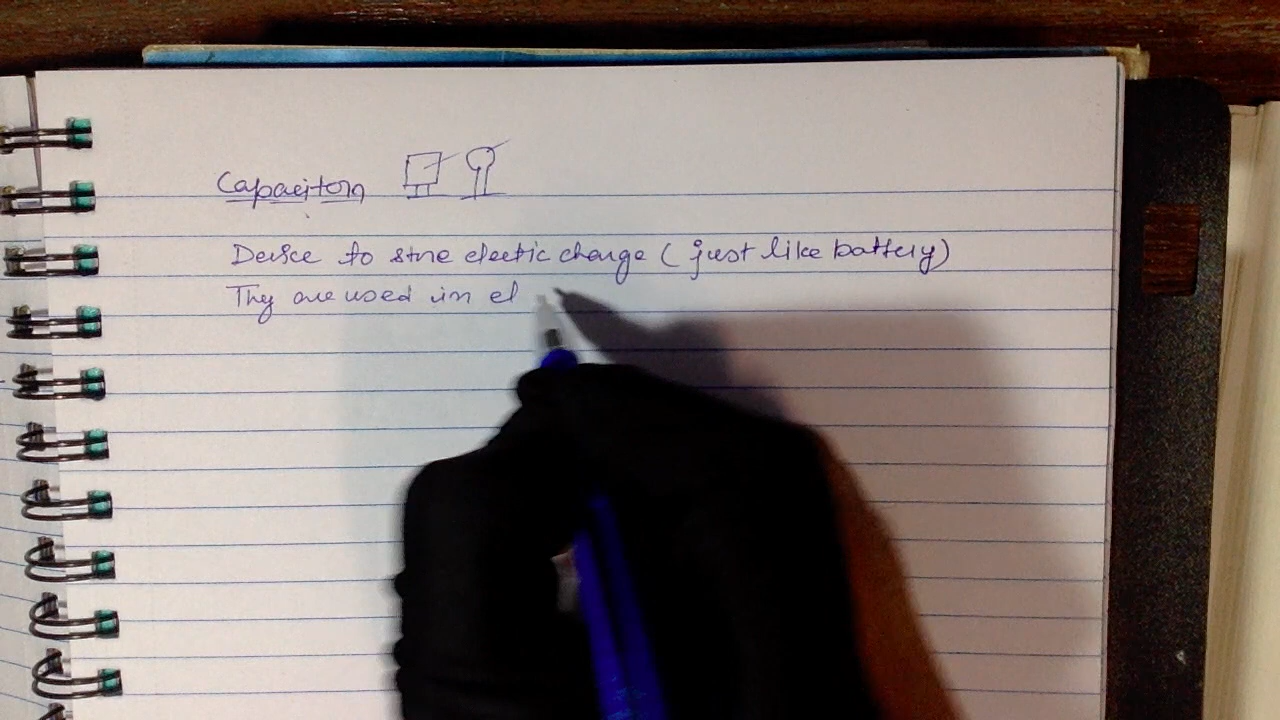 Capacitors
Device to store electric charge (just like battery)
They are used in el